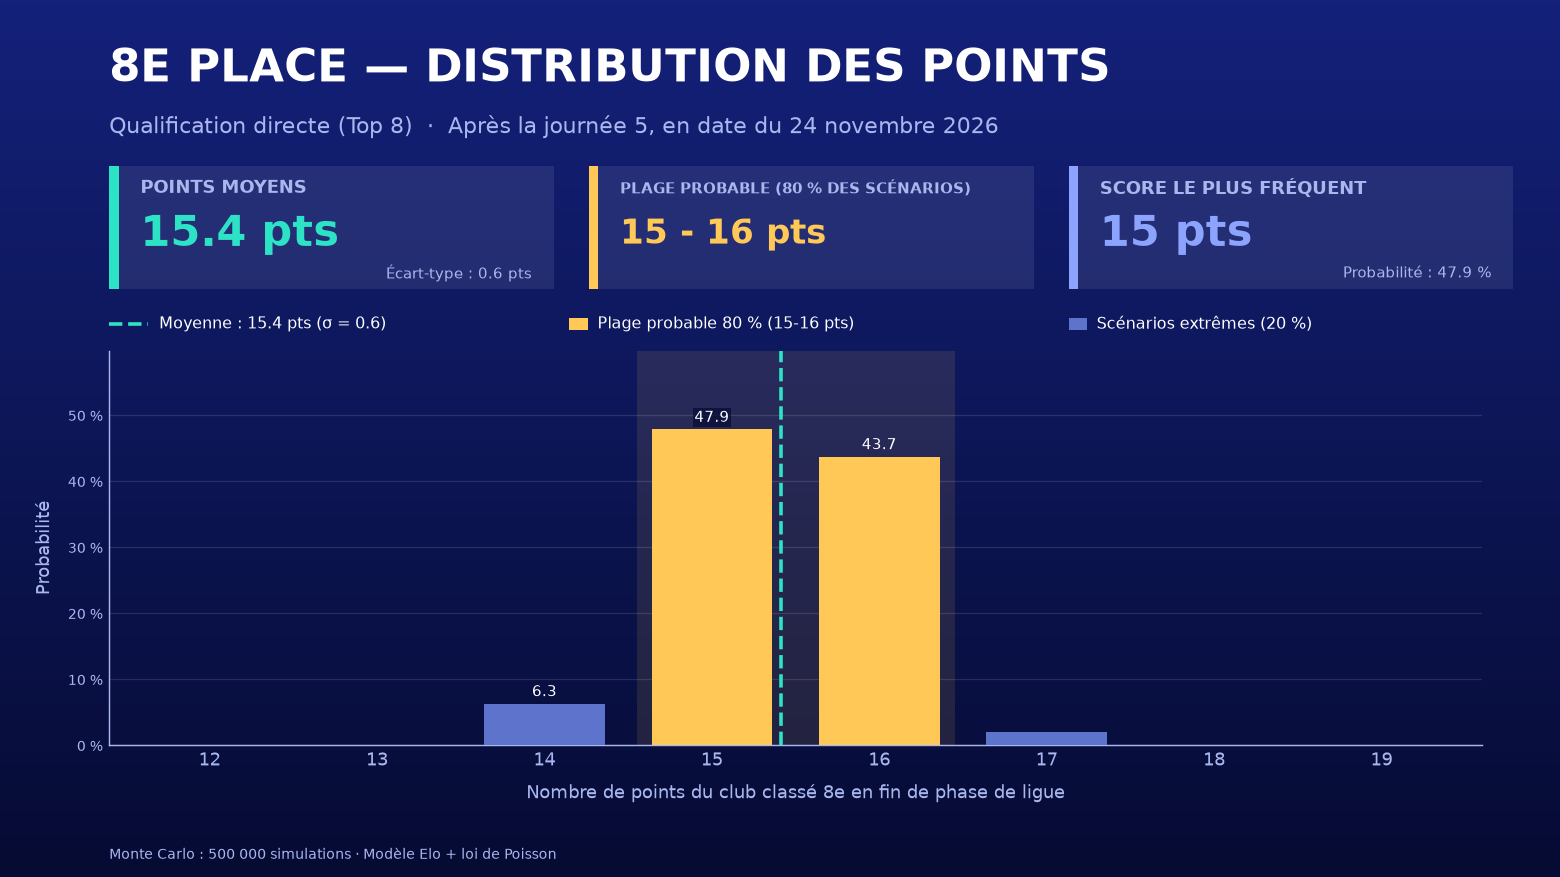 8E PLACE — DISTRIBUTION DES POINTS
Qualification directe (Top 8)  ·  Après la journée 5, en date du 24 novembre 2026
POINTS MOYENS
15.4 pts
Écart-type : 0.6 pts
PLAGE PROBABLE (80 % DES SCÉNARIOS)
15 - 16 pts
SCORE LE PLUS FRÉQUENT
15 pts
Probabilité : 47.9 %
Moyenne : 15.4 pts (σ = 0.6)
Plage probable 80 % (15-16 pts)
Scénarios extrêmes (20 %)
Probabilité
50 %
40 %
30 %
20 %
10 %
0 %
6.3
47.9
43.7
12
13
14
15
16
17
18
19
Nombre de points du club classé 8e en fin de phase de ligue
Monte Carlo : 500 000 simulations · Modèle Elo + loi de Poisson